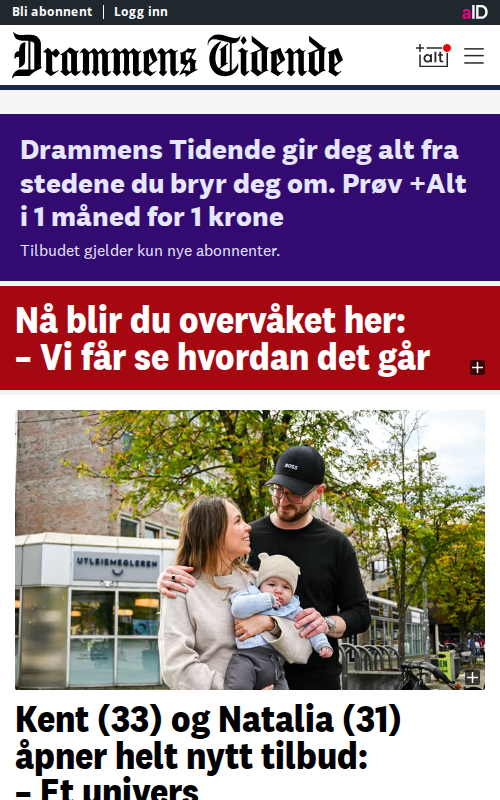 Bli abonnent | Logg inn
aID
Drammens Tidende
+alt
Drammens Tidende gir deg alt fra
stedene du bryr deg om. Prøv +Alt
i 1 måned for 1 krone
Tilbudet gjelder kun nye abonnenter.
Nå blir du overvåket her:
– Vi får se hvordan det går
BOSS
UTLEIEMEGLEREN
Kent (33) og Natalia (31)
åpner helt nytt tilbud:
– Et univers